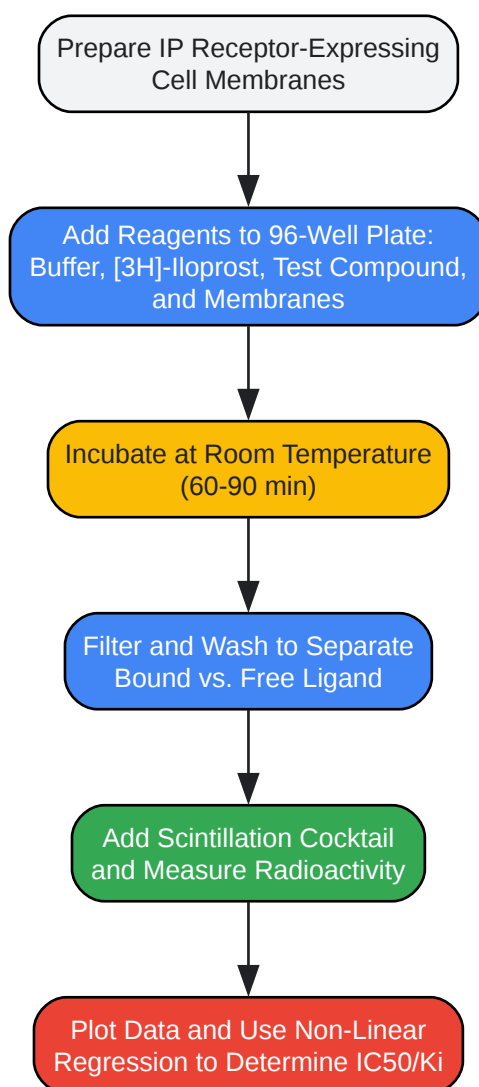 Prepare IP Receptor-Expressing
Cell Membranes
Add Reagents to 96-Well Plate:
Buffer, [3H]-Iloprost, Test Compound,
and Membranes
Incubate at Room Temperature
(60-90 min)
Filter and Wash to Separate
Bound vs. Free Ligand
Add Scintillation Cocktail
and Measure Radioactivity
Plot Data and Use Non-Linear
Regression to Determine IC50/Ki